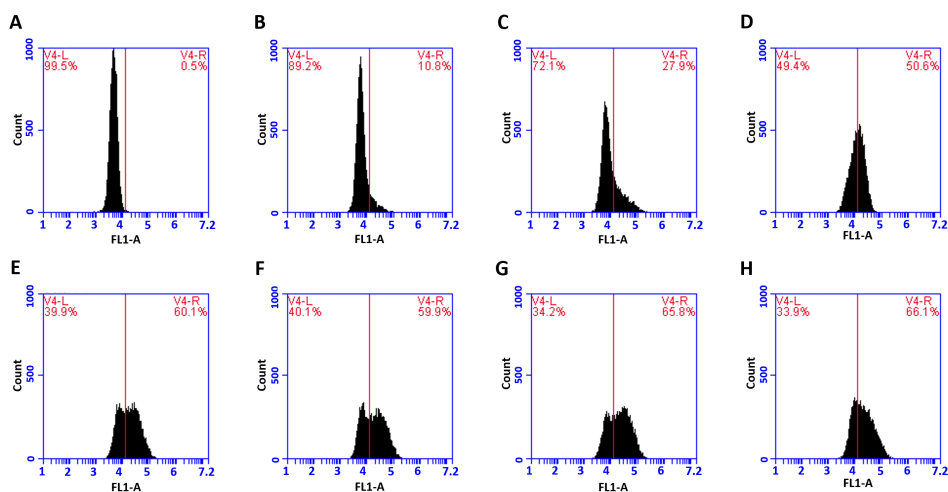 A
V4-L V4-R
99.5% 0.5%
1000
500
0
Count
1 2 3 4 5 6 7.2
FL1-A
B
V4-L V4-R
89.2% 10.8%
1000
500
0
Count
1 2 3 4 5 6 7.2
FL1-A
C
V4-L V4-R
72.1% 27.9%
1000
500
0
Count
1 2 3 4 5 6 7.2
FL1-A
D
V4-L V4-R
49.4% 50.6%
1000
500
0
Count
1 2 3 4 5 6 7.2
FL1-A
E
V4-L V4-R
39.9% 60.1%
1000
500
0
Count
1 2 3 4 5 6 7.2
FL1-A
F
V4-L V4-R
40.1% 59.9%
1000
500
0
Count
1 2 3 4 5 6 7.2
FL1-A
G
V4-L V4-R
34.2% 65.8%
1000
500
0
Count
1 2 3 4 5 6 7.2
FL1-A
H
V4-L V4-R
33.9% 66.1%
1000
500
0
Count
1 2 3 4 5 6 7.2
FL1-A